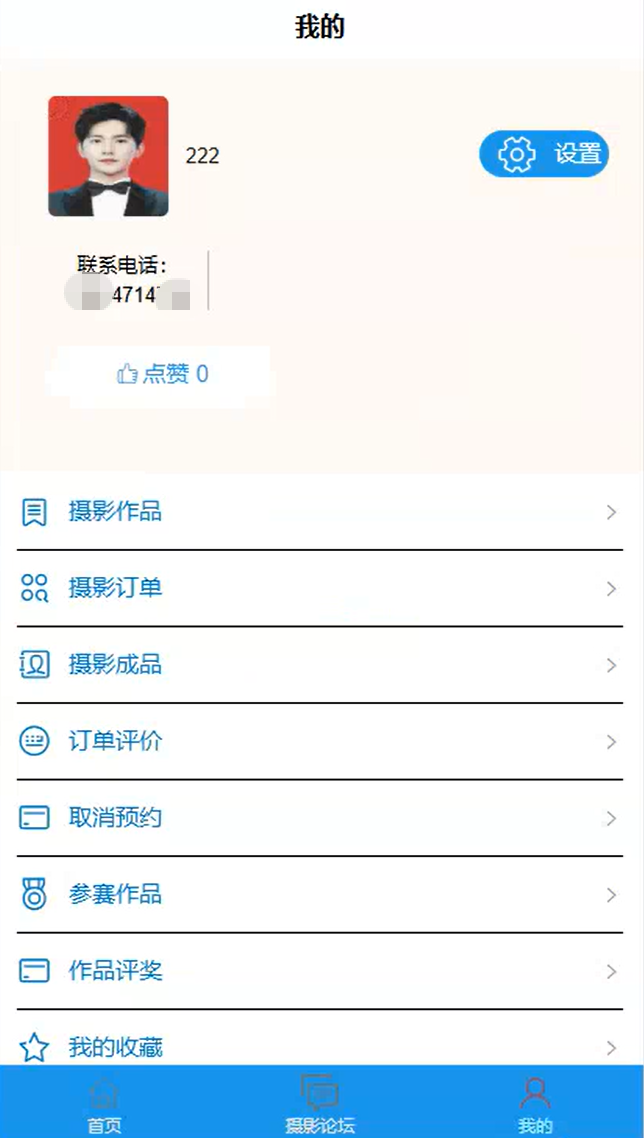 我的
222
设置
联系电话：
4714
点赞 0
摄影作品
摄影订单
摄影成品
订单评价
取消预约
参赛作品
作品评奖
我的收藏
首页
摄影论坛
我的